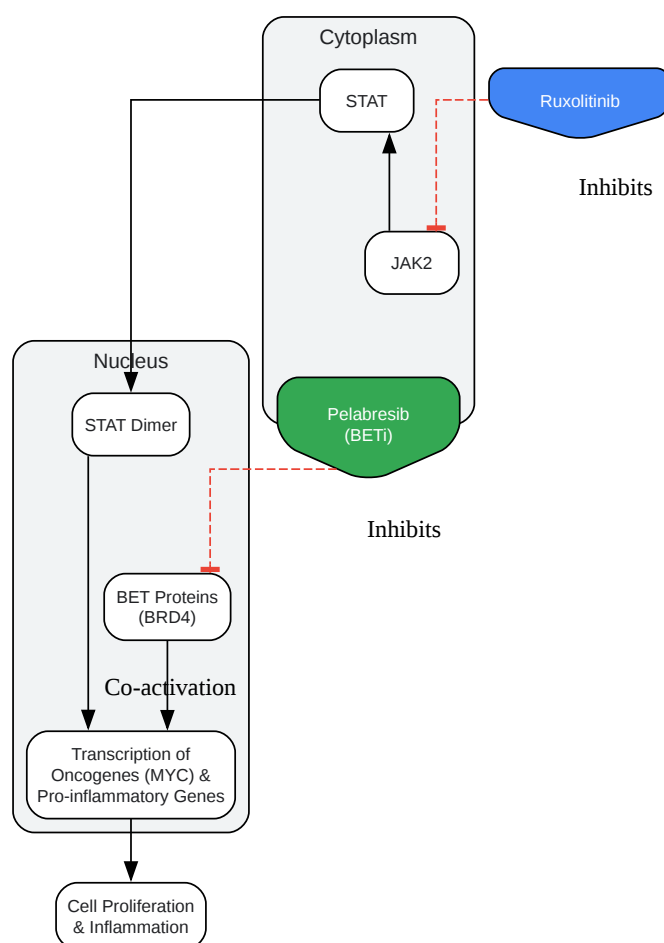 Cytoplasm
STAT
Ruxolitinib
Inhibits
JAK2
Nucleus
STAT Dimer
Pelabresib
(BETi)
Inhibits
BET Proteins
(BRD4)
Co-activation
Transcription of
Oncogenes (MYC) &
Pro-inflammatory Genes
Cell Proliferation
& Inflammation